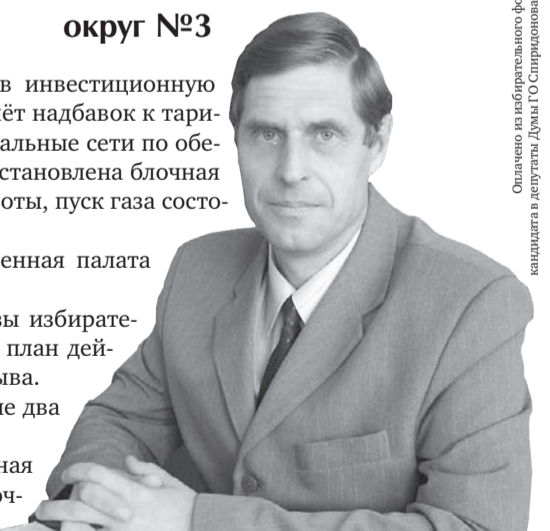 округ №3
в инвестиционную
чёт надбавок к тари-
альные сети по обе-
становлена блочная
оты, пуск газа состо-
енная палата
вы избирате-
план дей-
ыва.
ие два
ная
оч-
Оплачено из избирательного фо
кандидата в депутаты Думы ГО Спиридонова